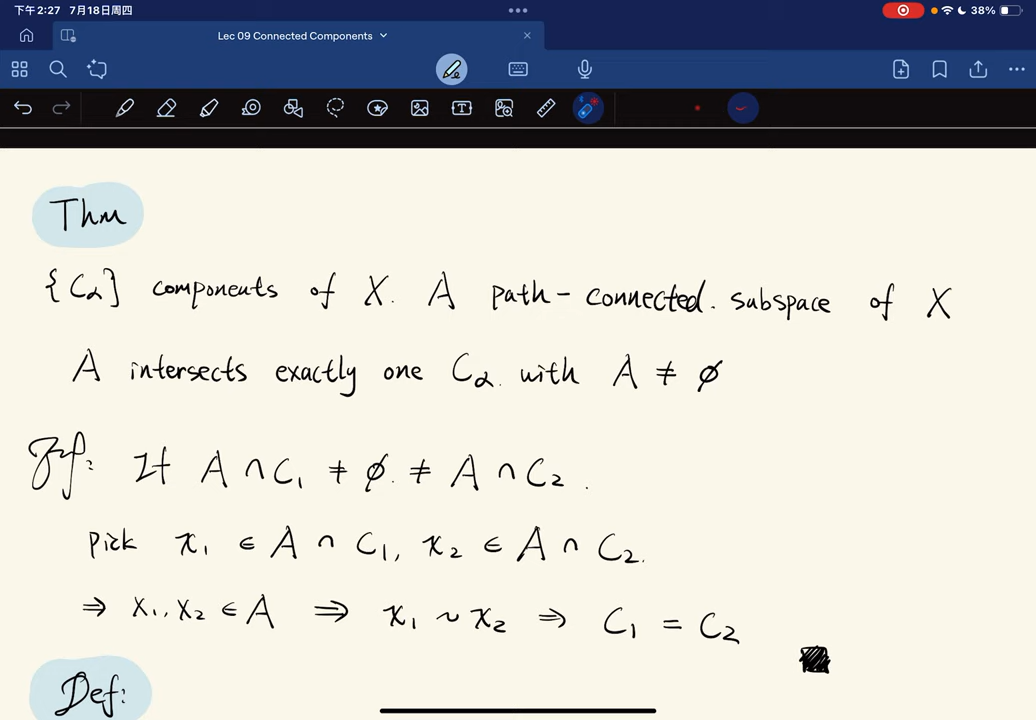 下午2:27 7月18日周四
38%
Lec 09 Connected Components
Thm
{Cα} components of X. A path-connected. subspace of X
A intersects exactly one Cα. with A ≠ ∅
Pf: If A ∩ C₁ ≠ ∅. ≠ A ∩ C₂.
Pick x₁ ∈ A ∩ C₁, x₂ ∈ A ∩ C₂.
⇒ x₁, x₂ ∈ A ⇒ x₁ ~ x₂ ⇒ C₁ = C₂
Def: